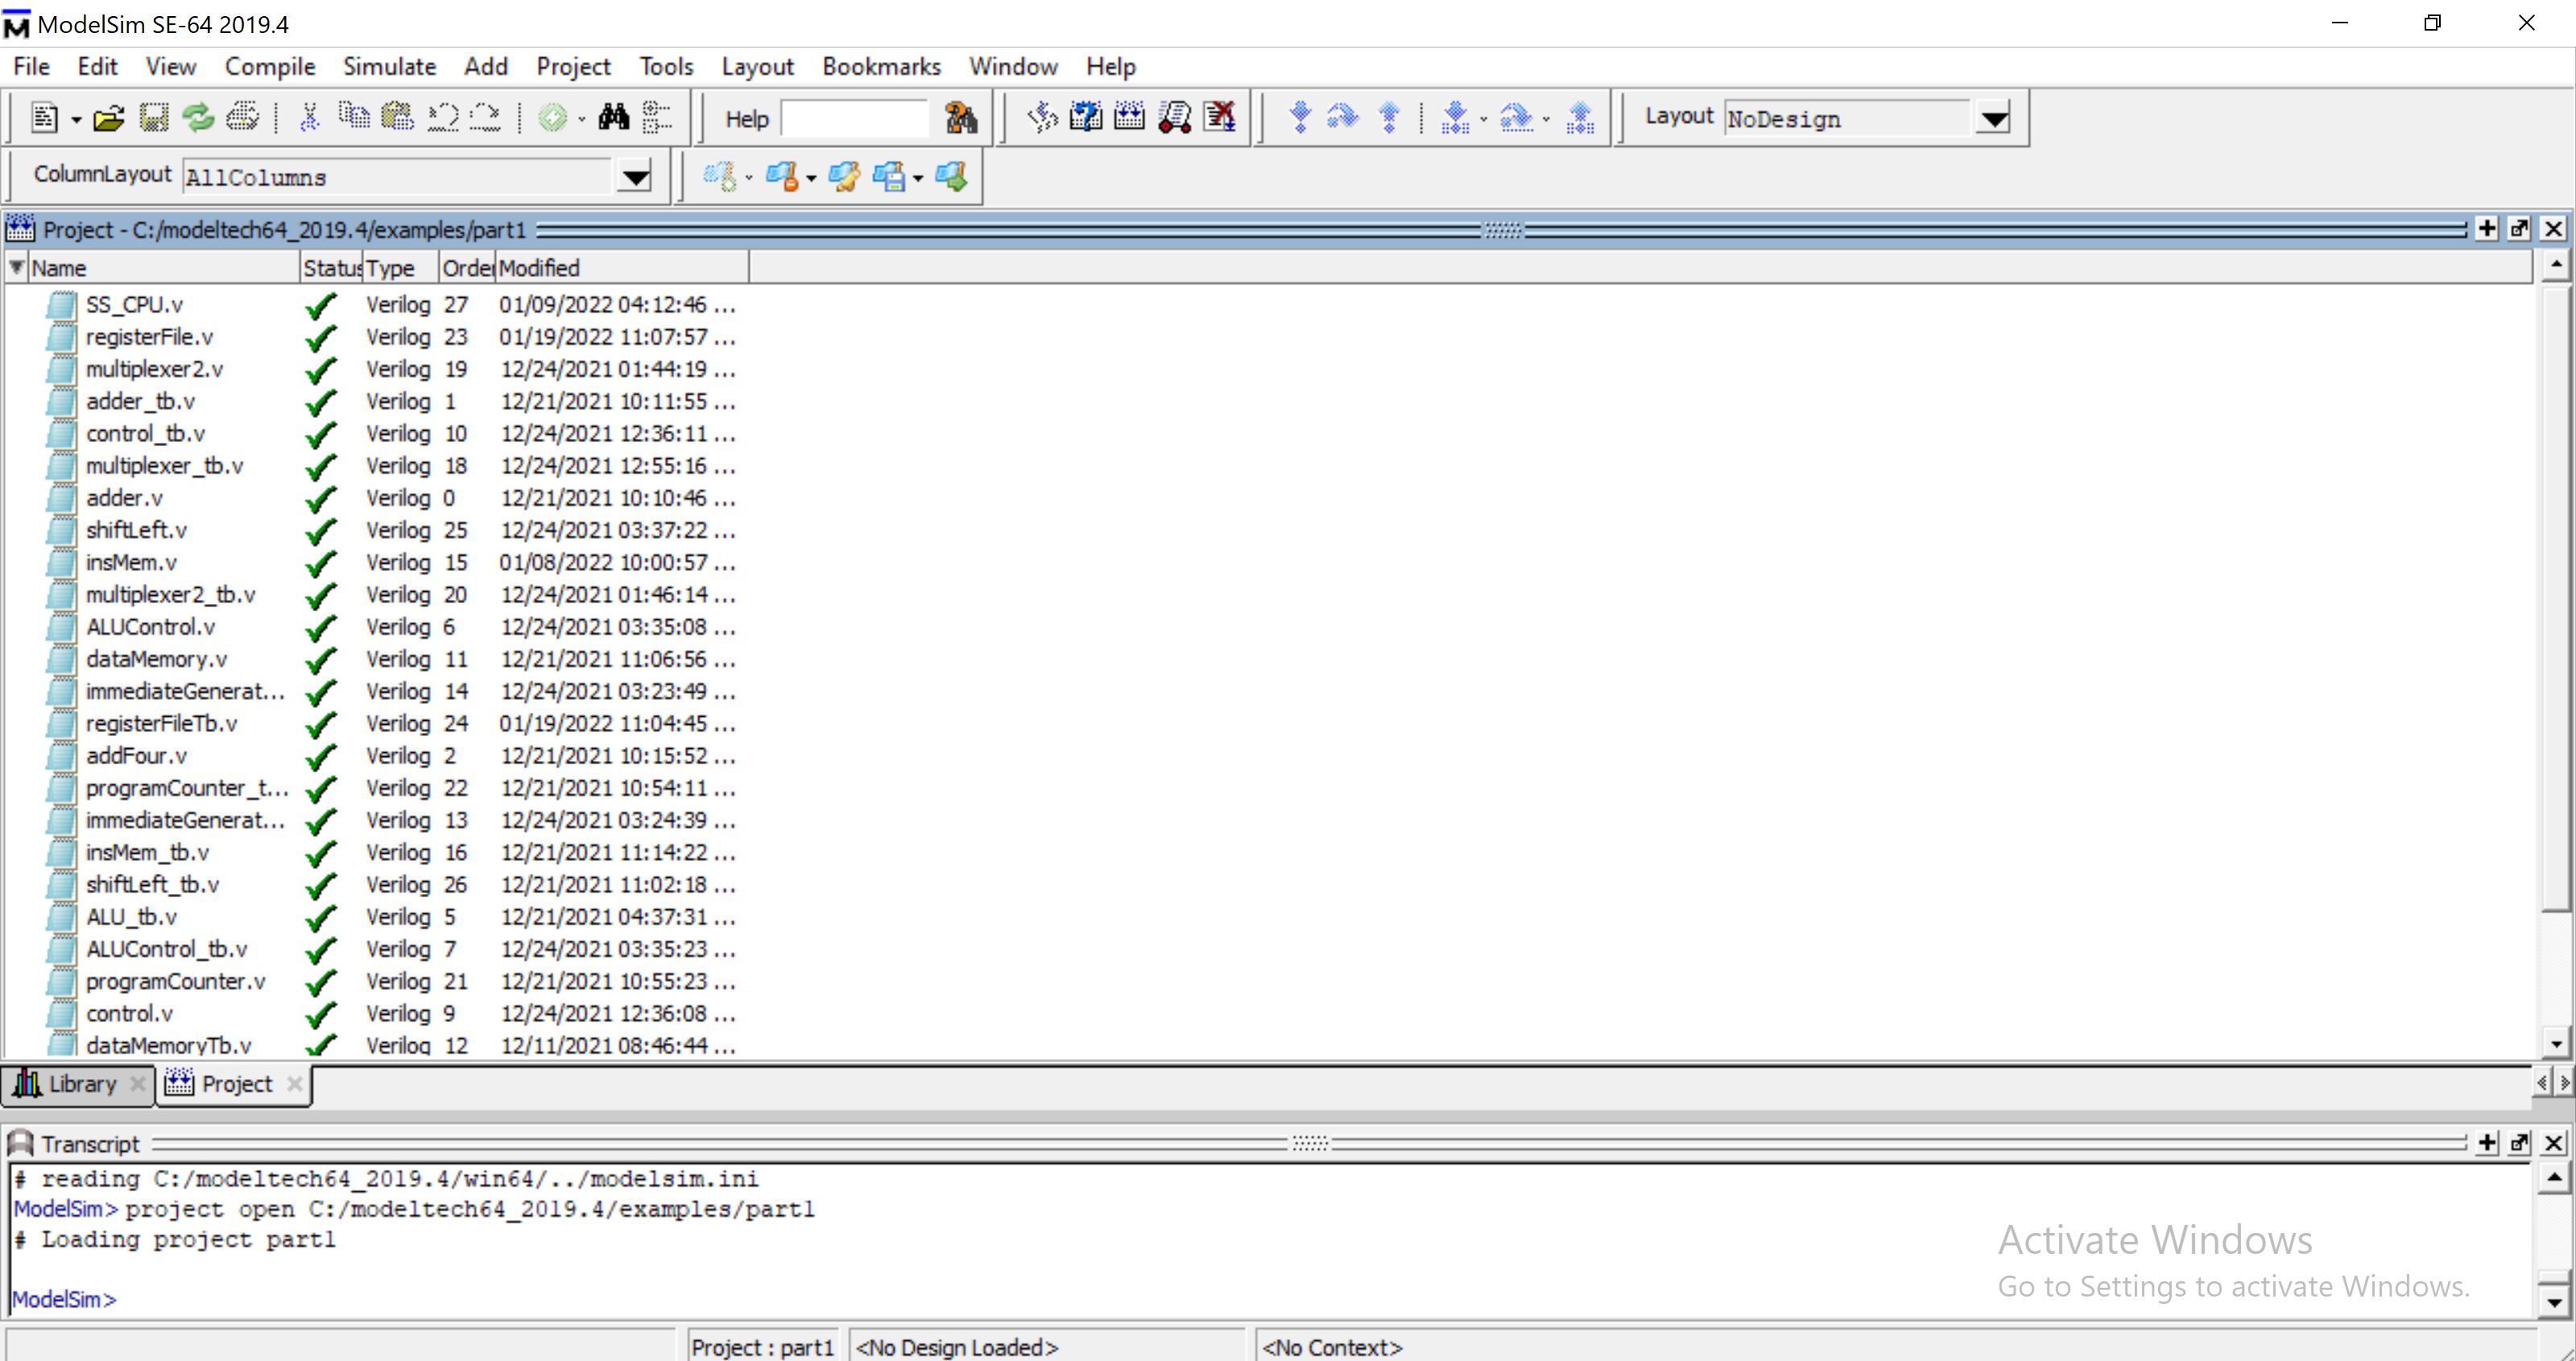 ModelSim SE-64 2019.4
File Edit View Compile Simulate Add Project Tools Layout Bookmarks Window Help
Help Layout NoDesign
ColumnLayout AllColumns
Project - C:/modeltech64_2019.4/examples/part1
Name Status Type Order Modified
SS_CPU.v Verilog 27 01/09/2022 04:12:46 ...
registerFile.v Verilog 23 01/19/2022 11:07:57 ...
multiplexer2.v Verilog 19 12/24/2021 01:44:19 ...
adder_tb.v Verilog 1 12/21/2021 10:11:55 ...
control_tb.v Verilog 10 12/24/2021 12:36:11 ...
multiplexer_tb.v Verilog 18 12/24/2021 12:55:16 ...
adder.v Verilog 0 12/21/2021 10:10:46 ...
shiftLeft.v Verilog 25 12/24/2021 03:37:22 ...
insMem.v Verilog 15 01/08/2022 10:00:57 ...
multiplexer2_tb.v Verilog 20 12/24/2021 01:46:14 ...
ALUControl.v Verilog 6 12/24/2021 03:35:08 ...
dataMemory.v Verilog 11 12/21/2021 11:06:56 ...
immediateGenerat... Verilog 14 12/24/2021 03:23:49 ...
registerFileTb.v Verilog 24 01/19/2022 11:04:45 ...
addFour.v Verilog 2 12/21/2021 10:15:52 ...
programCounter_t... Verilog 22 12/21/2021 10:54:11 ...
immediateGenerat... Verilog 13 12/24/2021 03:24:39 ...
insMem_tb.v Verilog 16 12/21/2021 11:14:22 ...
shiftLeft_tb.v Verilog 26 12/21/2021 11:02:18 ...
ALU_tb.v Verilog 5 12/21/2021 04:37:31 ...
ALUControl_tb.v Verilog 7 12/24/2021 03:35:23 ...
programCounter.v Verilog 21 12/21/2021 10:55:23 ...
control.v Verilog 9 12/24/2021 12:36:08 ...
dataMemoryTb.v Verilog 12 12/11/2021 08:46:44 ...
Library Project
Transcript
# reading C:/modeltech64_2019.4/win64/../modelsim.ini
ModelSim> project open C:/modeltech64_2019.4/examples/part1
# Loading project part1
ModelSim>
Activate Windows
Go to Settings to activate Windows.
Project : part1 <No Design Loaded> <No Context>